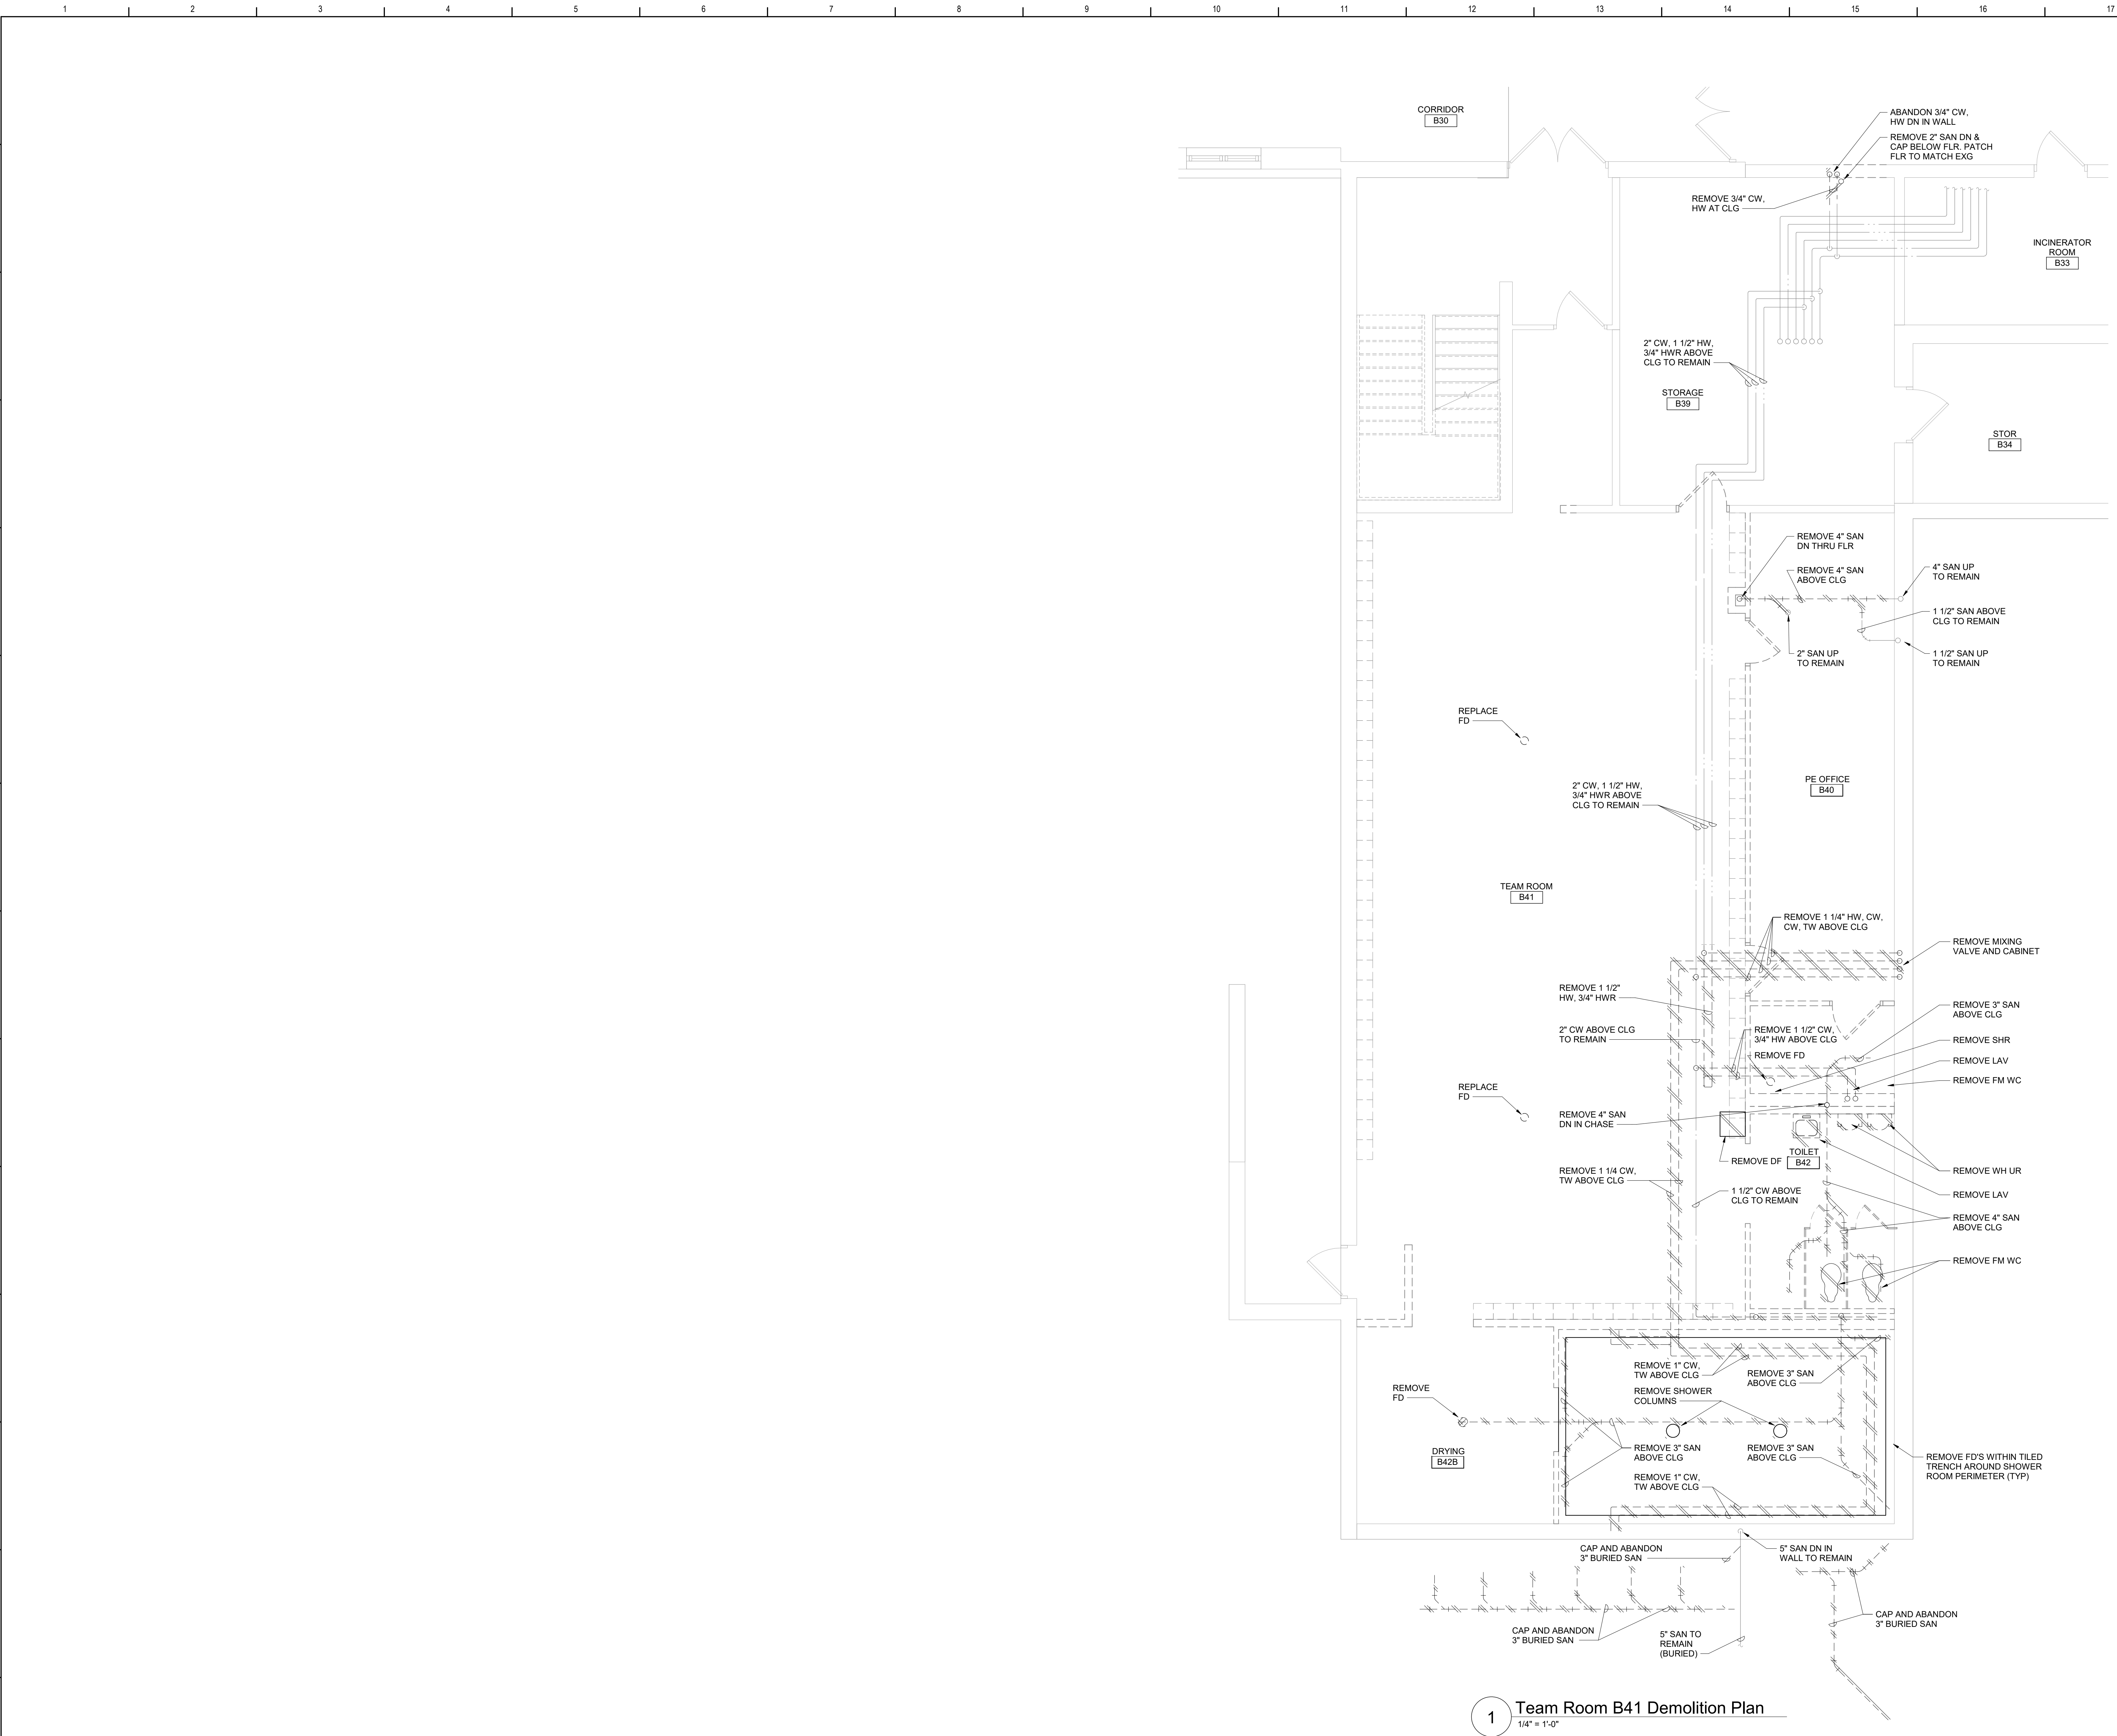 1 2 3 4 5 6 7 8 9 10 11 12 13 14 15 16 17
CORRIDOR
B30
ABANDON 3/4" CW,
HW DN IN WALL
REMOVE 2" SAN DN &
CAP BELOW FLR. PATCH
FLR TO MATCH EXG
REMOVE 3/4" CW,
HW AT CLG
INCINERATOR
ROOM
B33
2" CW, 1 1/2" HW,
3/4" HWR ABOVE
CLG TO REMAIN
STORAGE
B39
STOR
B34
REMOVE 4" SAN
DN THRU FLR
REMOVE 4" SAN
ABOVE CLG
4" SAN UP
TO REMAIN
1 1/2" SAN ABOVE
CLG TO REMAIN
2" SAN UP
TO REMAIN
1 1/2" SAN UP
TO REMAIN
REPLACE
FD
PE OFFICE
B40
2" CW, 1 1/2" HW,
3/4" HWR ABOVE
CLG TO REMAIN
TEAM ROOM
B41
REMOVE 1 1/4" HW, CW,
CW, TW ABOVE CLG
REMOVE MIXING
VALVE AND CABINET
REMOVE 1 1/2"
HW, 3/4" HWR
REMOVE 3" SAN
ABOVE CLG
2" CW ABOVE CLG
TO REMAIN
REMOVE 1 1/2" CW,
3/4" HW ABOVE CLG
REMOVE SHR
REMOVE FD
REMOVE LAV
REMOVE FM WC
REPLACE
FD
REMOVE 4" SAN
DN IN CHASE
TOILET
B42
REMOVE DF
REMOVE WH UR
REMOVE 1 1/4 CW,
TW ABOVE CLG
1 1/2" CW ABOVE
CLG TO REMAIN
REMOVE LAV
REMOVE 4" SAN
ABOVE CLG
REMOVE FM WC
REMOVE 1" CW,
TW ABOVE CLG
REMOVE 3" SAN
ABOVE CLG
REMOVE
FD
REMOVE SHOWER
COLUMNS
DRYING
B42B
REMOVE 3" SAN
ABOVE CLG
REMOVE 3" SAN
ABOVE CLG
REMOVE FD'S WITHIN TILED
TRENCH AROUND SHOWER
ROOM PERIMETER (TYP)
REMOVE 1" CW,
TW ABOVE CLG
CAP AND ABANDON
3" BURIED SAN
5" SAN DN IN
WALL TO REMAIN
CAP AND ABANDON
3" BURIED SAN
CAP AND ABANDON
3" BURIED SAN
5" SAN TO
REMAIN
(BURIED)
1 Team Room B41 Demolition Plan
1/4" = 1'-0"